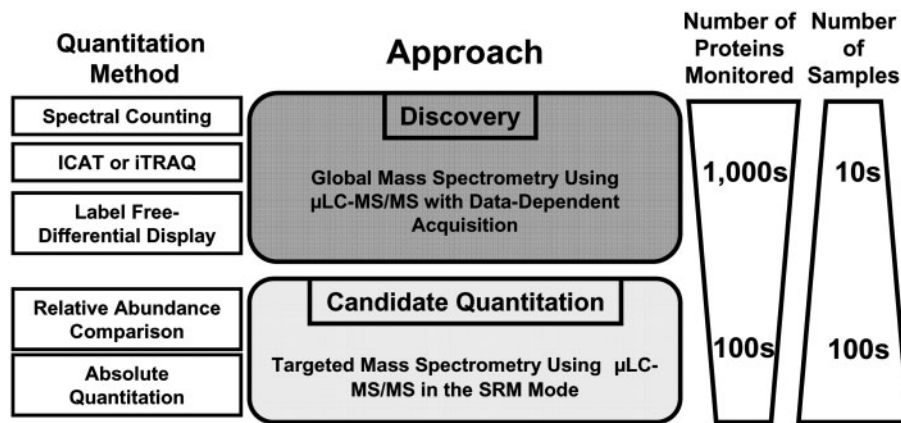 Quantitation
Method
Approach
Number of
Proteins
Monitored
Number
of
Samples
Spectral Counting
ICAT or iTRAQ
Label Free-
Differential Display
Discovery
Global Mass Spectrometry Using
µLC-MS/MS with Data-Dependent
Acquisition
1,000s
10s
Relative Abundance
Comparison
Absolute
Quantitation
Candidate Quantitation
Targeted Mass Spectrometry Using µLC-
MS/MS in the SRM Mode
100s
100s